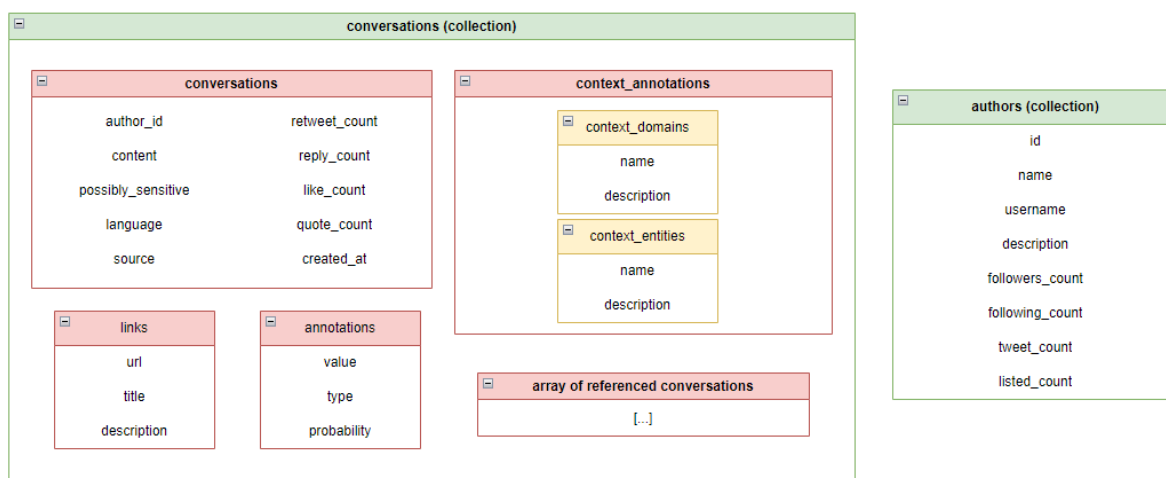 conversations (collection)
conversations
author_id retweet_count
content reply_count
possibly_sensitive like_count
language quote_count
source created_at
context_annotations
context_domains
name
description
context_entities
name
description
links
url
title
description
annotations
value
type
probability
array of referenced conversations
[...]
authors (collection)
id
name
username
description
followers_count
following_count
tweet_count
listed_count